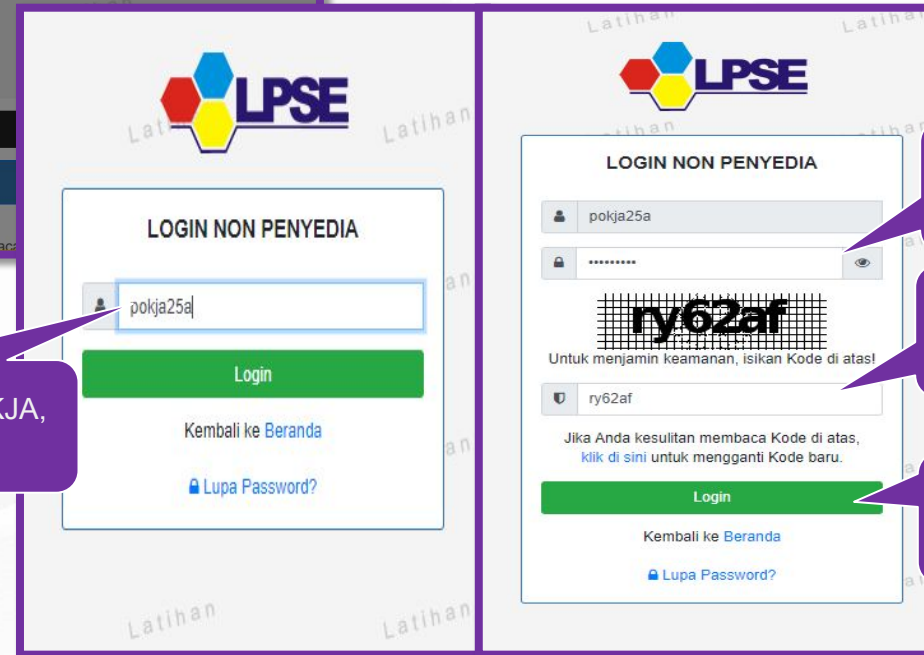 LPSE
LOGIN NON PENYEDIA
pokja25a
Login
Kembali ke Beranda
Lupa Password?
KJA,
Latihan
Latihan
Latihan
Latihan
Latihan
LPSE
LOGIN NON PENYEDIA
pokja25a
•••••••••
ry62af
Untuk menjamin keamanan, isikan Kode di atas!
ry62af
Jika Anda kesulitan membaca Kode di atas,
klik di sini untuk mengganti Kode baru.
Login
Kembali ke Beranda
Lupa Password?